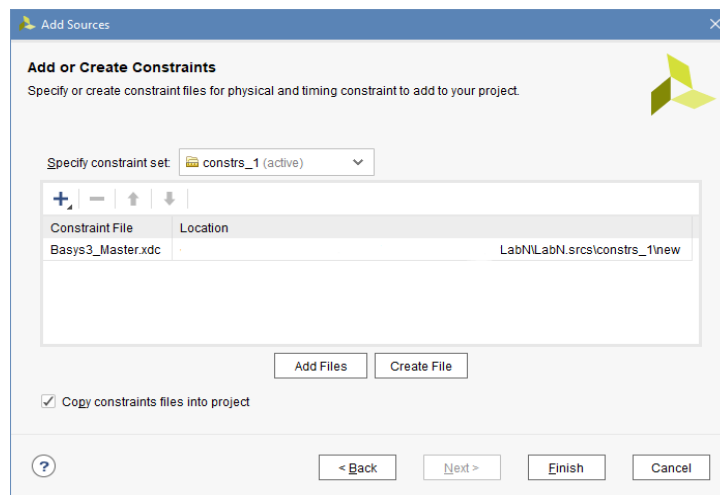 Add Sources
Add or Create Constraints
Specify or create constraint files for physical and timing constraint to add to your project.
Specify constraint set: constrs_1 (active)
Constraint File Location
Basys3_Master.xdc LabN\LabN.srcs\constrs_1\new
Add Files Create File
Copy constraints files into project
? < Back Next > Finish Cancel